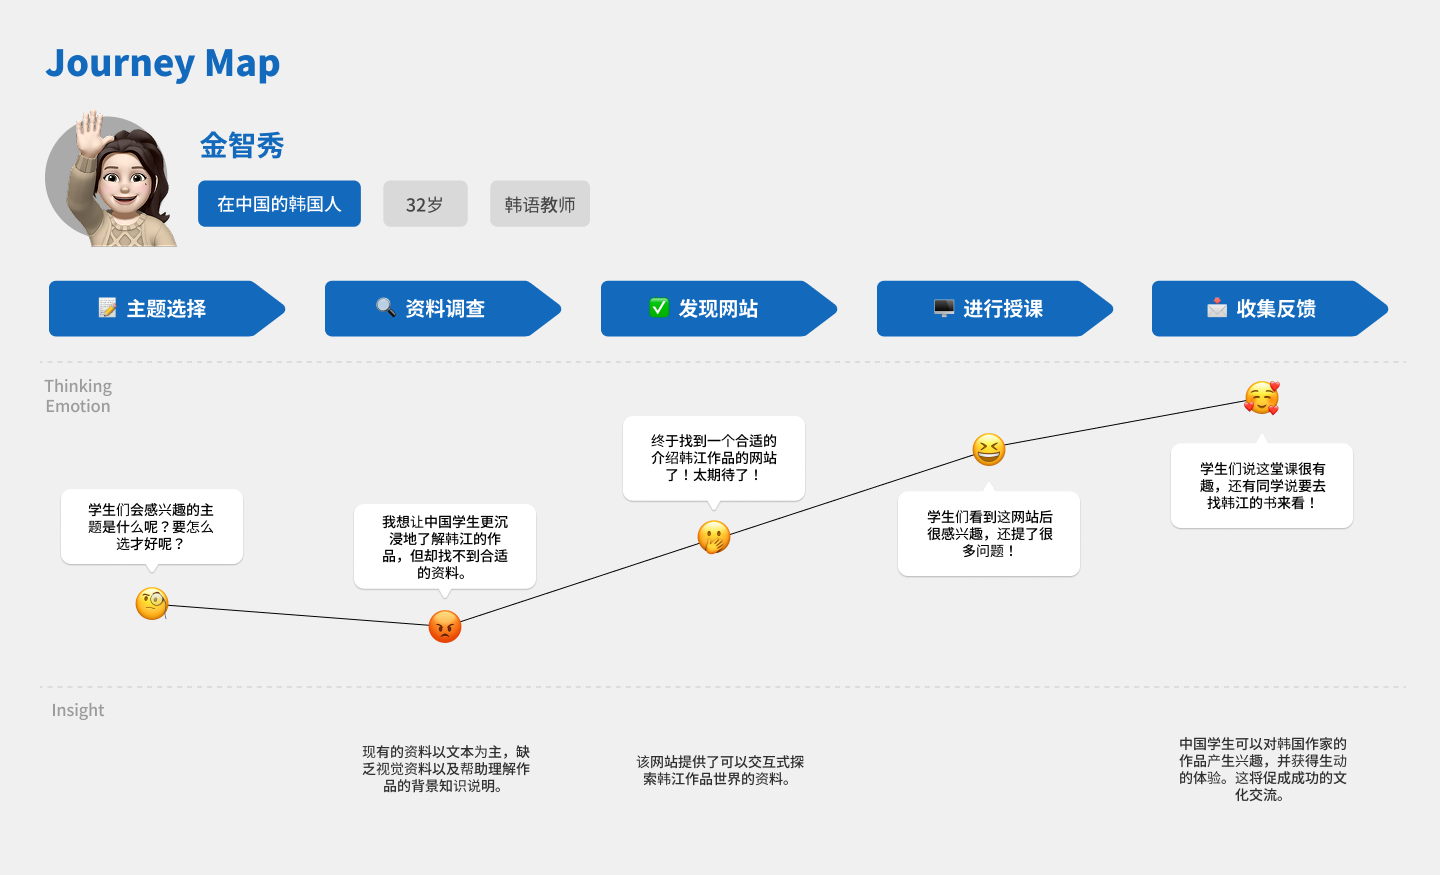 Journey Map
金智秀
在中国的韩国人
32岁
韩语教师
主题选择
资料调查
发现网站
进行授课
收集反馈
Thinking
Emotion
学生们会感兴趣的主
题是什么呢？要怎么
选才好呢？
我想让中国学生更沉
浸地了解韩江的作
品，但却找不到合适
的资料。
终于找到一个合适的
介绍韩江作品的网站
了！太期待了！
学生们看到这网站后
很感兴趣，还提了很
多问题！
学生们说这堂课很有
趣，还有同学说要去
找韩江的书来看！
Insight
现有的资料以文本为主，缺
乏视觉资料以及帮助理解作
品的背景知识说明。
该网站提供了可以交互式探
索韩江作品世界的资料。
中国学生可以对韩国作家的
作品产生兴趣，并获得生动
的体验。这将促成成功的文
化交流。